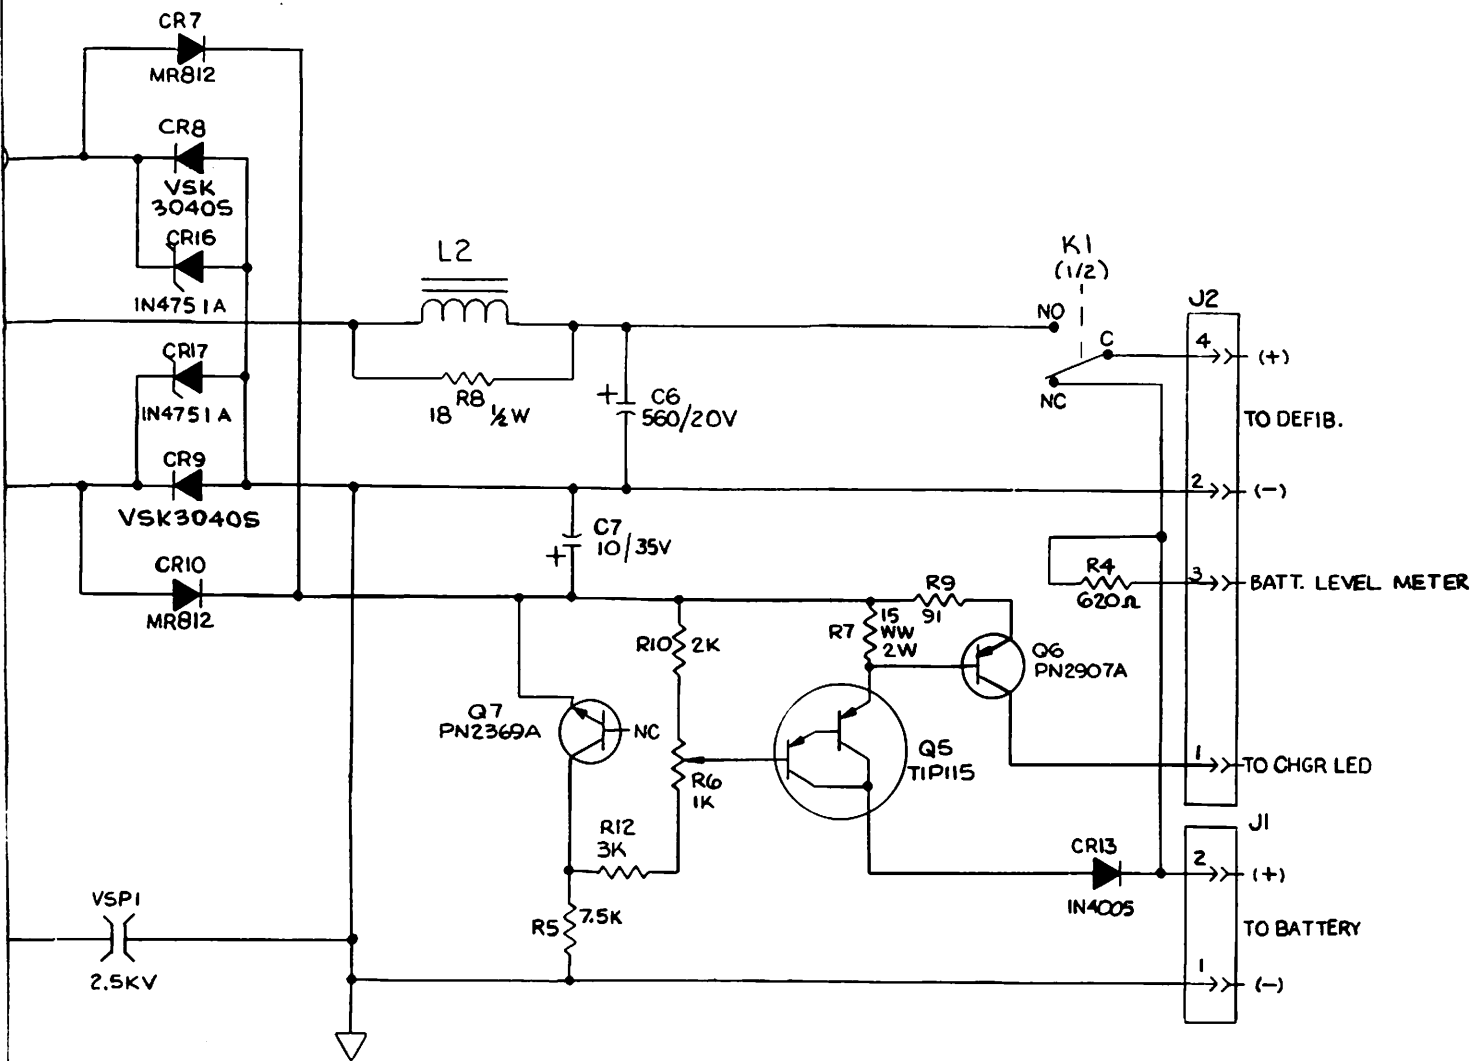 CR7
MR812
CR8
VSK
3040S
CR16
1N4751A
L2
K1
(1/2)
NO
C
NC
J2
4
(+)
CR17
1N4751A
R8
18
½W
+
C6
560/20V
TO DEFIB.
CR9
VSK3040S
2
(-)
C7
+
10/35V
CR10
MR812
R4
620Ω
3
BATT. LEVEL METER
R9
91
R7
15
WW
2W
R10
2K
Q6
PN2907A
Q7
PN2369A
NC
R6
1K
Q5
TIP115
1
TO CHGR LED
R12
3K
J1
CR13
1N4005
2
(+)
VSP1
2.5KV
R5
7.5K
TO BATTERY
1
(-)